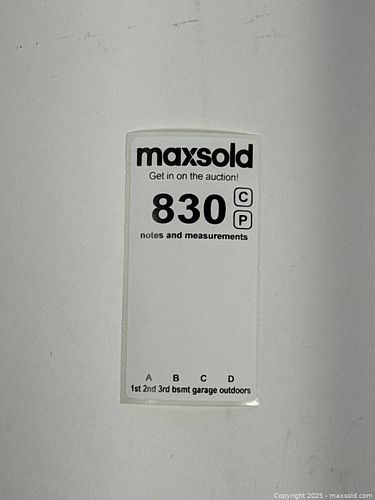 maxsold
Get in on the auction!
830 C
P
notes and measurements
A B C D
1st 2nd 3rd bsmt garage outdoors
Copyright 2025 - maxsold.com